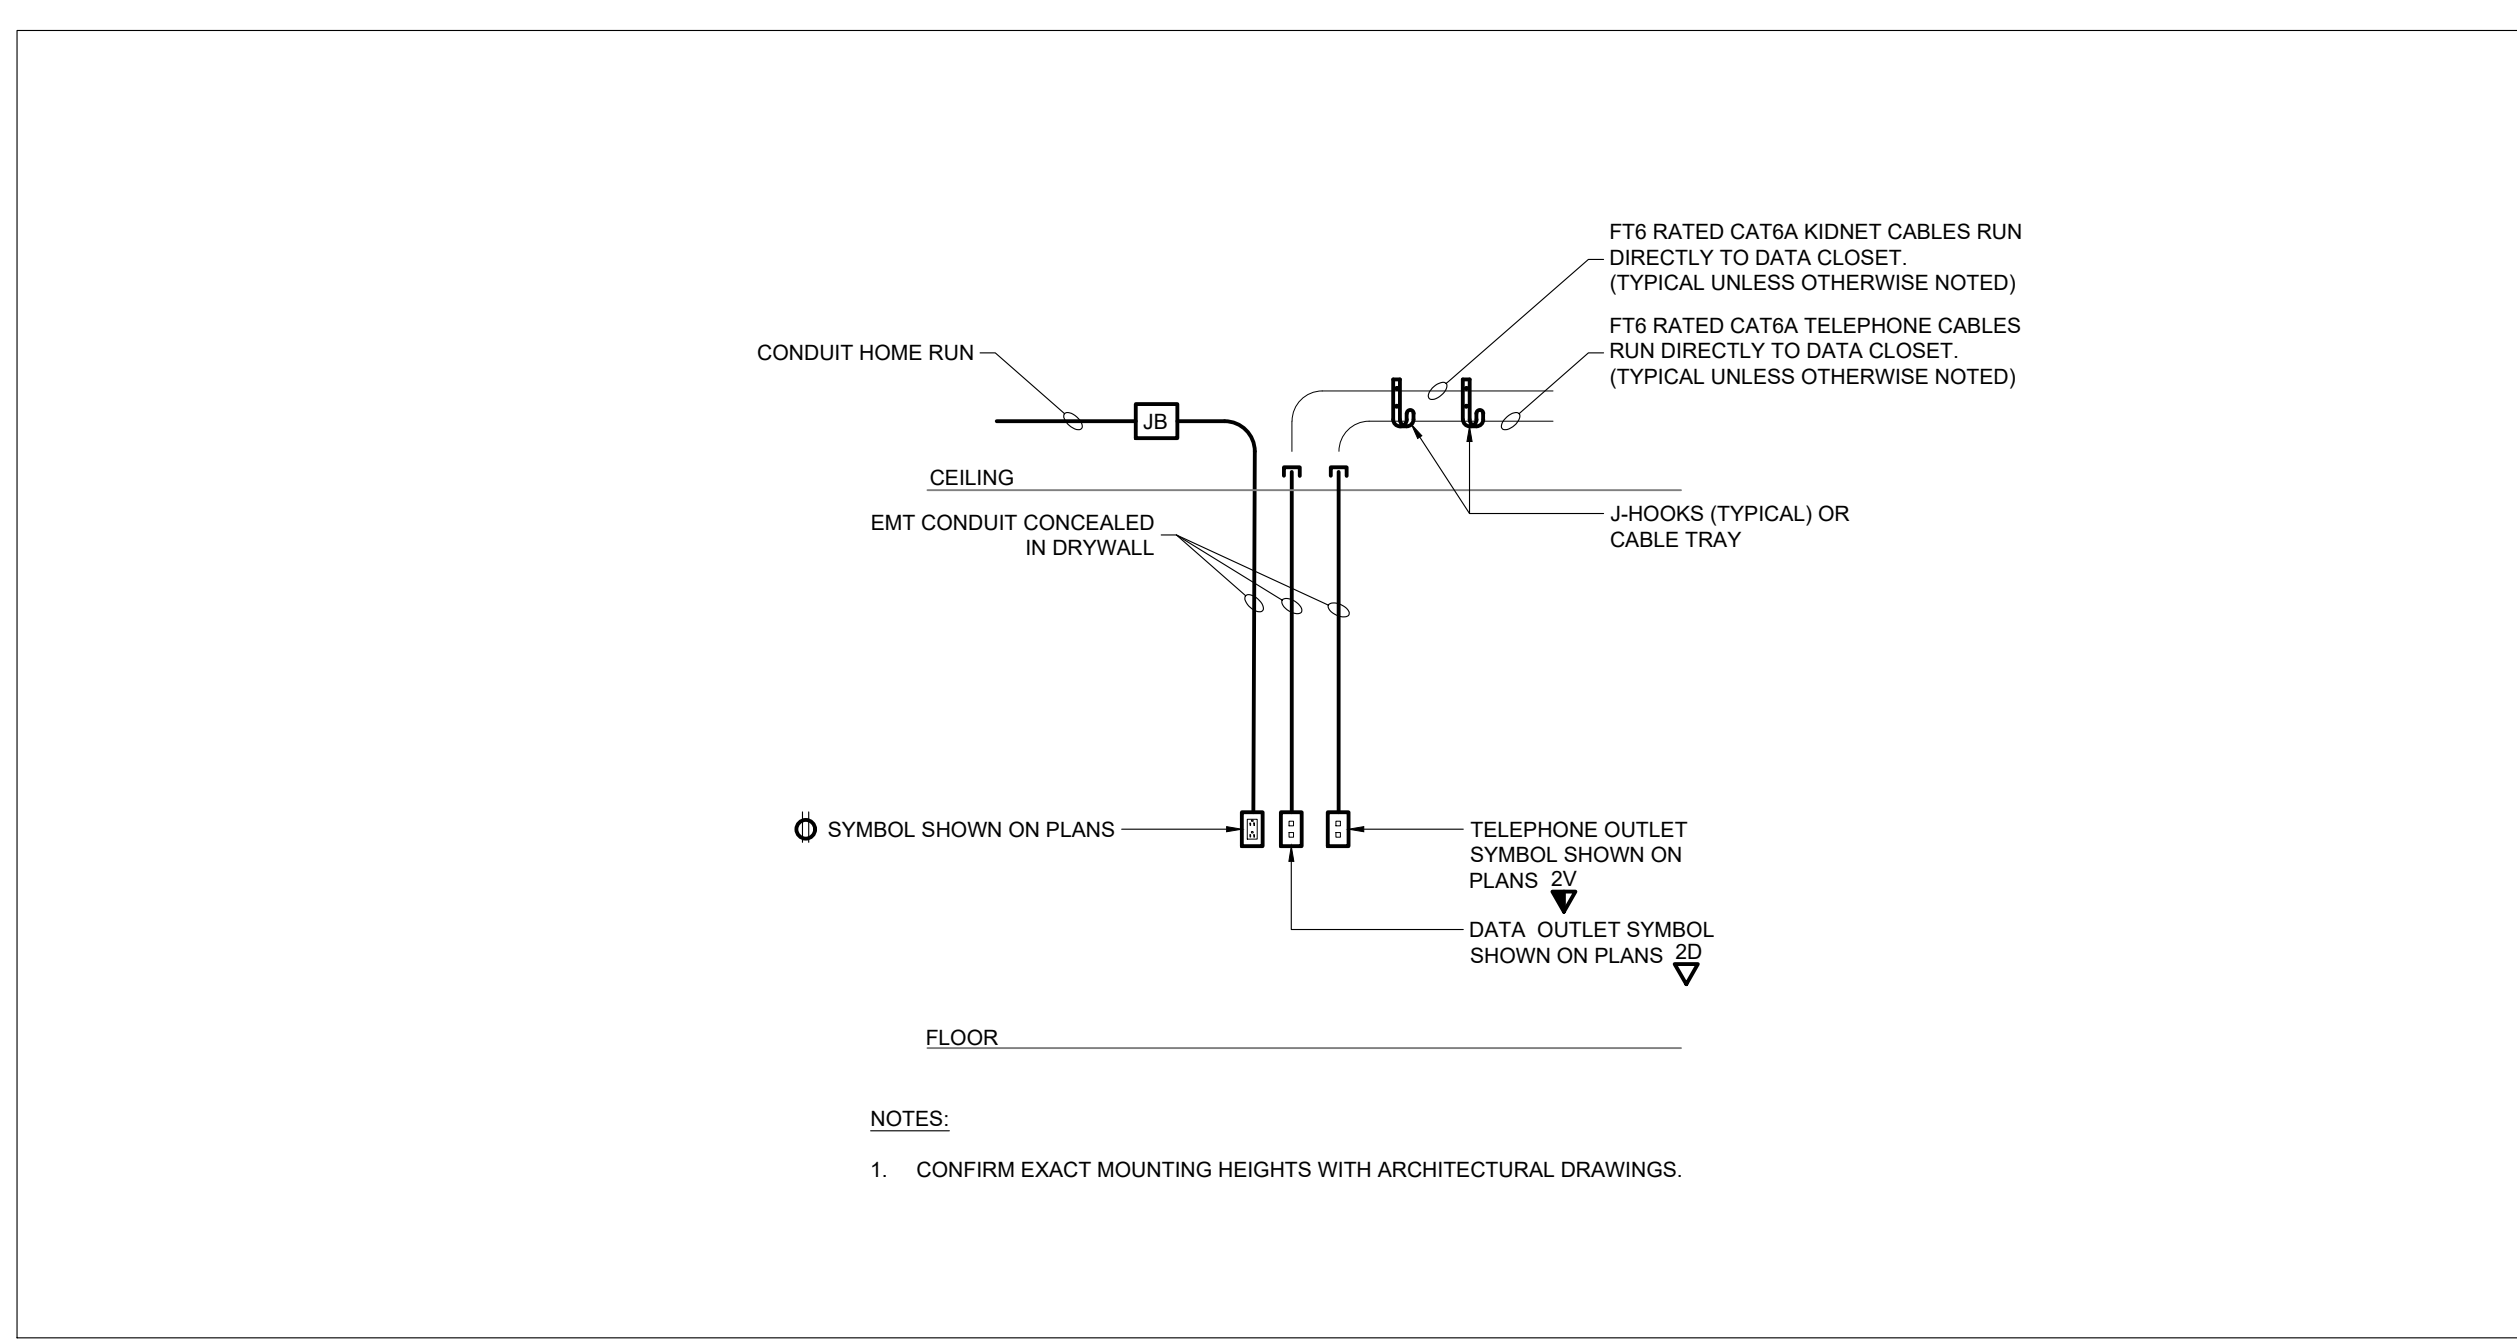 FT6 RATED CAT6A KIDNET CABLES RUN
DIRECTLY TO DATA CLOSET.
(TYPICAL UNLESS OTHERWISE NOTED)
FT6 RATED CAT6A TELEPHONE CABLES
RUN DIRECTLY TO DATA CLOSET.
(TYPICAL UNLESS OTHERWISE NOTED)
CONDUIT HOME RUN
JB
CEILING
EMT CONDUIT CONCEALED
IN DRYWALL
J-HOOKS (TYPICAL) OR
CABLE TRAY
SYMBOL SHOWN ON PLANS
TELEPHONE OUTLET
SYMBOL SHOWN ON
PLANS 2V
DATA OUTLET SYMBOL
SHOWN ON PLANS 2D
FLOOR
NOTES:
1. CONFIRM EXACT MOUNTING HEIGHTS WITH ARCHITECTURAL DRAWINGS.